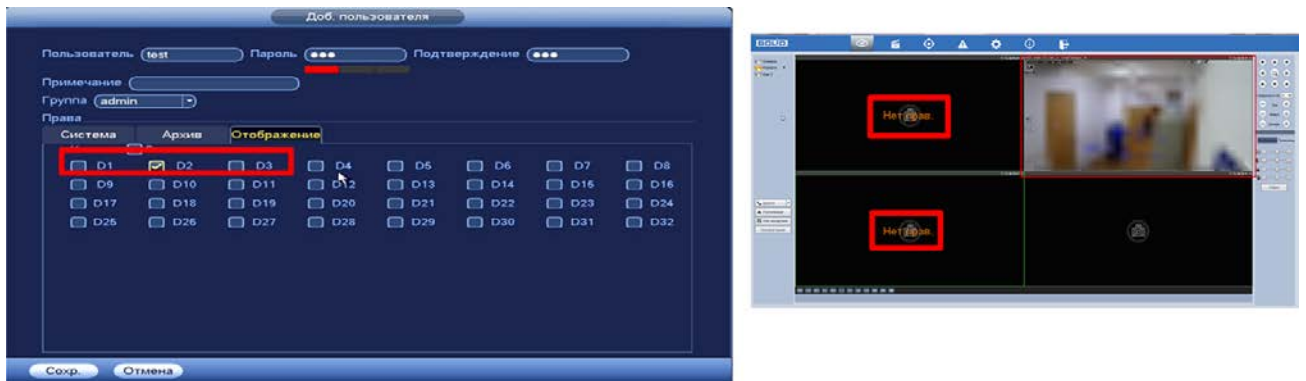 Доб. пользователя
Пользователь test Пароль ●●● Подтверждение ●●●
Примечание
Группа admin
Права
Система Архив Отображение
D1 D2 D3 D4 D5 D6 D7 D8
D9 D10 D11 D12 D13 D14 D15 D16
D17 D18 D19 D20 D21 D22 D23 D24
D25 D26 D27 D28 D29 D30 D31 D32
Сохр. Отмена
Нет прав.
Нет прав.